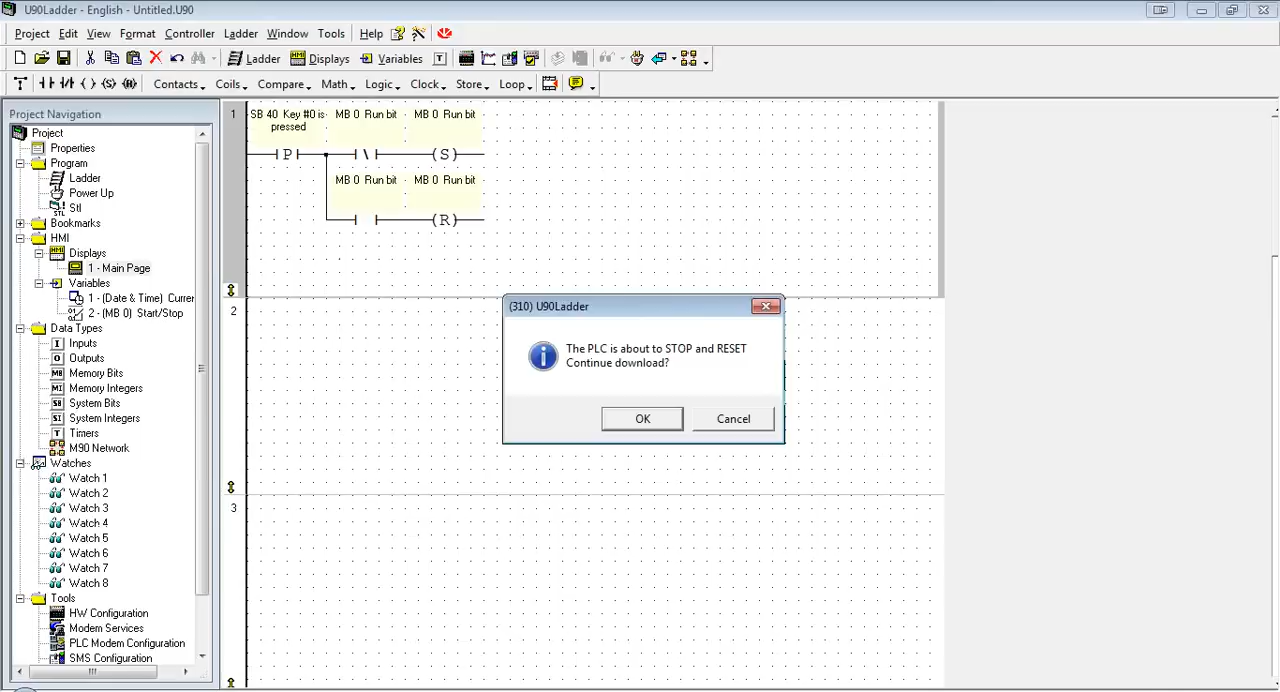 U90Ladder - English - Untitled.U90
Project Edit View Format Controller Ladder Window Tools Help
Ladder Displays Variables T
Contacts Coils Compare Math Logic Clock Store Loop
Project Navigation
Project
Properties
Program
Ladder
Power Up
Stl
Bookmarks
HMI
Displays
1 - Main Page
Variables
1 - (Date & Time) Curre
2 - (MB 0) Start/Stop
Data Types
I Inputs
O Outputs
MB Memory Bits
MI Memory Integers
SB System Bits
SI System Integers
T Timers
M90 Network
Watches
Watch 1
Watch 2
Watch 3
Watch 4
Watch 5
Watch 6
Watch 7
Watch 8
Tools
HW Configuration
Modem Services
PLC Modem Configuration
SMS Configuration
1
SB 40 Key #0 is pressed
MB 0 Run bit
MB 0 Run bit
P
S
MB 0 Run bit
MB 0 Run bit
R
2
3
(310) U90Ladder
The PLC is about to STOP and RESET
Continue download?
OK Cancel